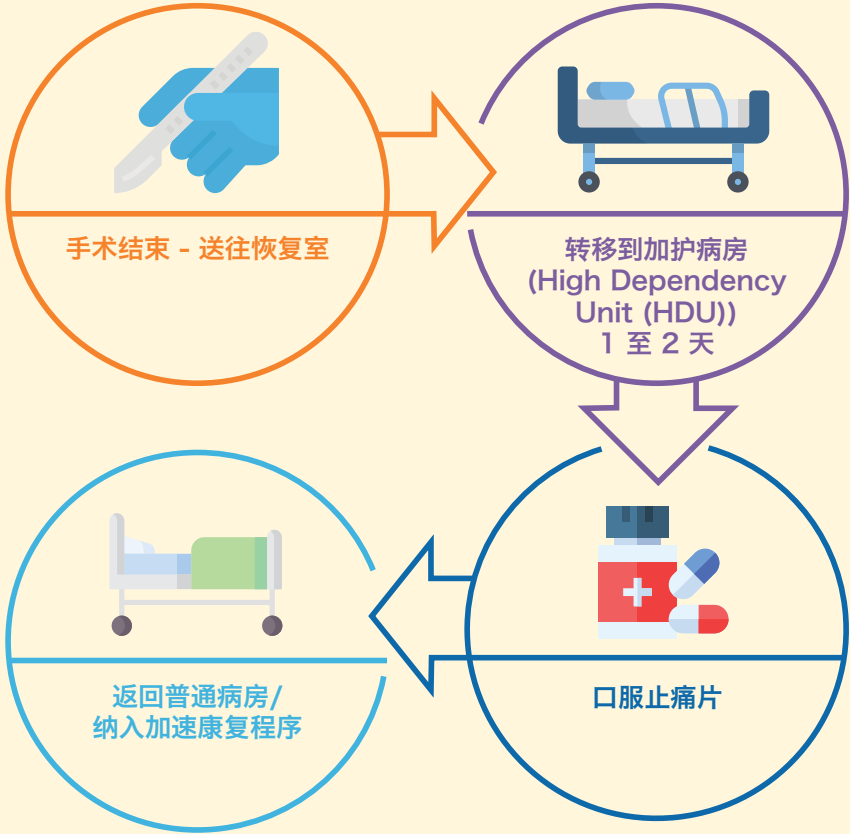 手术结束 - 送往恢复室
转移到加护病房
(High Dependency
Unit (HDU))
1 至 2 天
口服止痛片
返回普通病房/
纳入加速康复程序